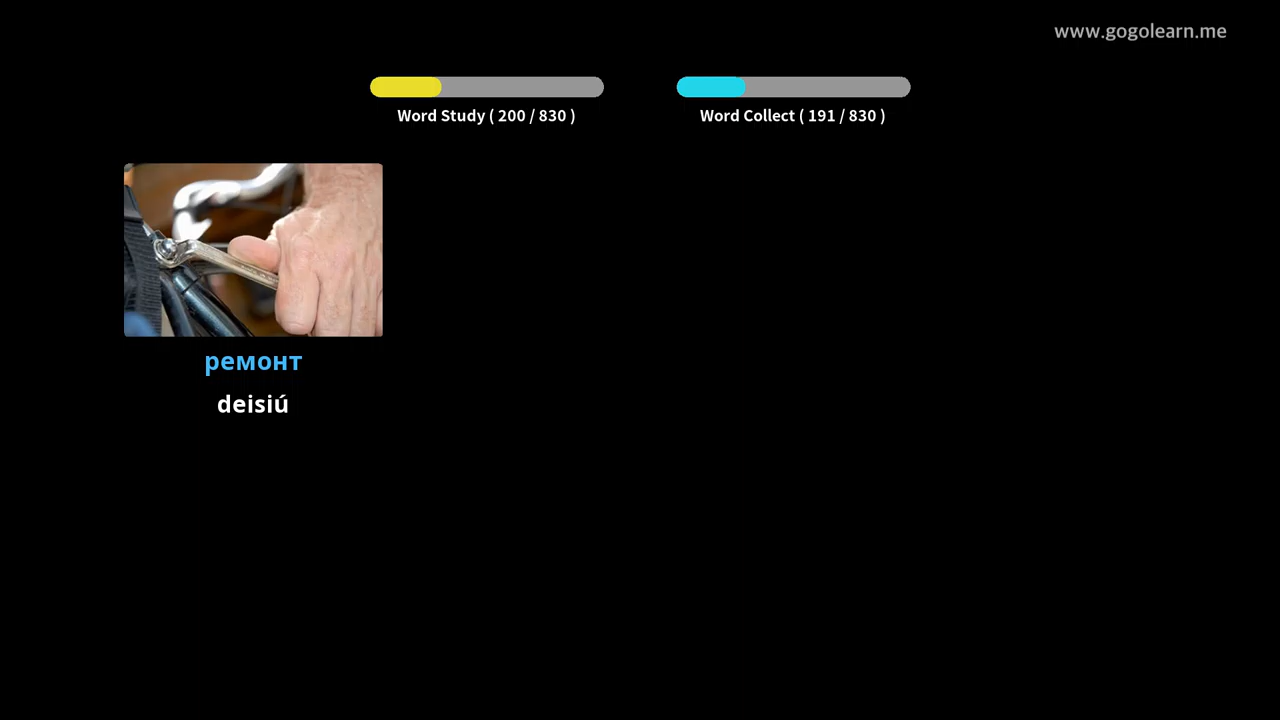 www.gogolearn.me
Word Study ( 200 / 830 )
Word Collect ( 191 / 830 )
ремонт
deisiú